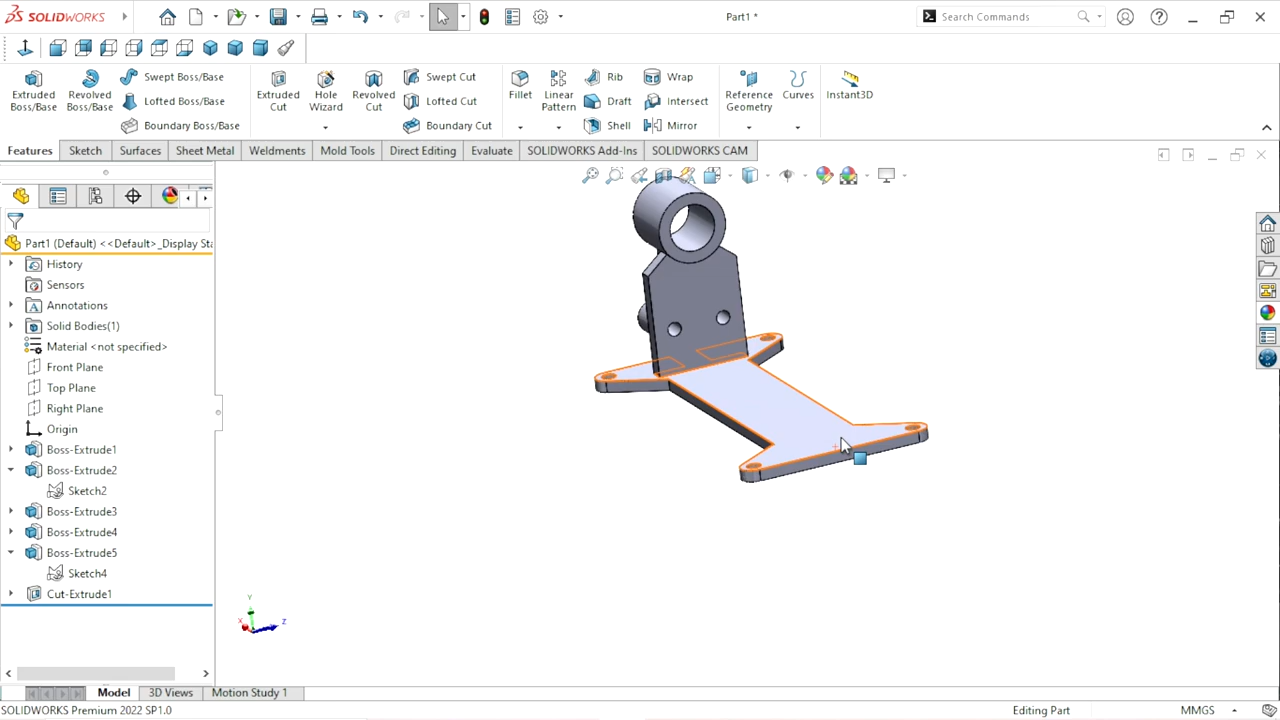 SOLIDWORKS
Part1 *
Search Commands
Extruded Boss/Base
Revolved Boss/Base
Swept Boss/Base
Lofted Boss/Base
Boundary Boss/Base
Extruded Cut
Hole Wizard
Revolved Cut
Swept Cut
Lofted Cut
Boundary Cut
Fillet
Linear Pattern
Rib
Draft
Shell
Wrap
Intersect
Mirror
Reference Geometry
Curves
Instant3D
Features
Sketch
Surfaces
Sheet Metal
Weldments
Mold Tools
Direct Editing
Evaluate
SOLIDWORKS Add-Ins
SOLIDWORKS CAM
Part1 (Default) <<Default>_Display Sta
History
Sensors
Annotations
Solid Bodies(1)
Material <not specified>
Front Plane
Top Plane
Right Plane
Origin
Boss-Extrude1
Boss-Extrude2
Sketch2
Boss-Extrude3
Boss-Extrude4
Boss-Extrude5
Sketch4
Cut-Extrude1
Y
X
Z
Model
3D Views
Motion Study 1
SOLIDWORKS Premium 2022 SP1.0
Editing Part
MMGS